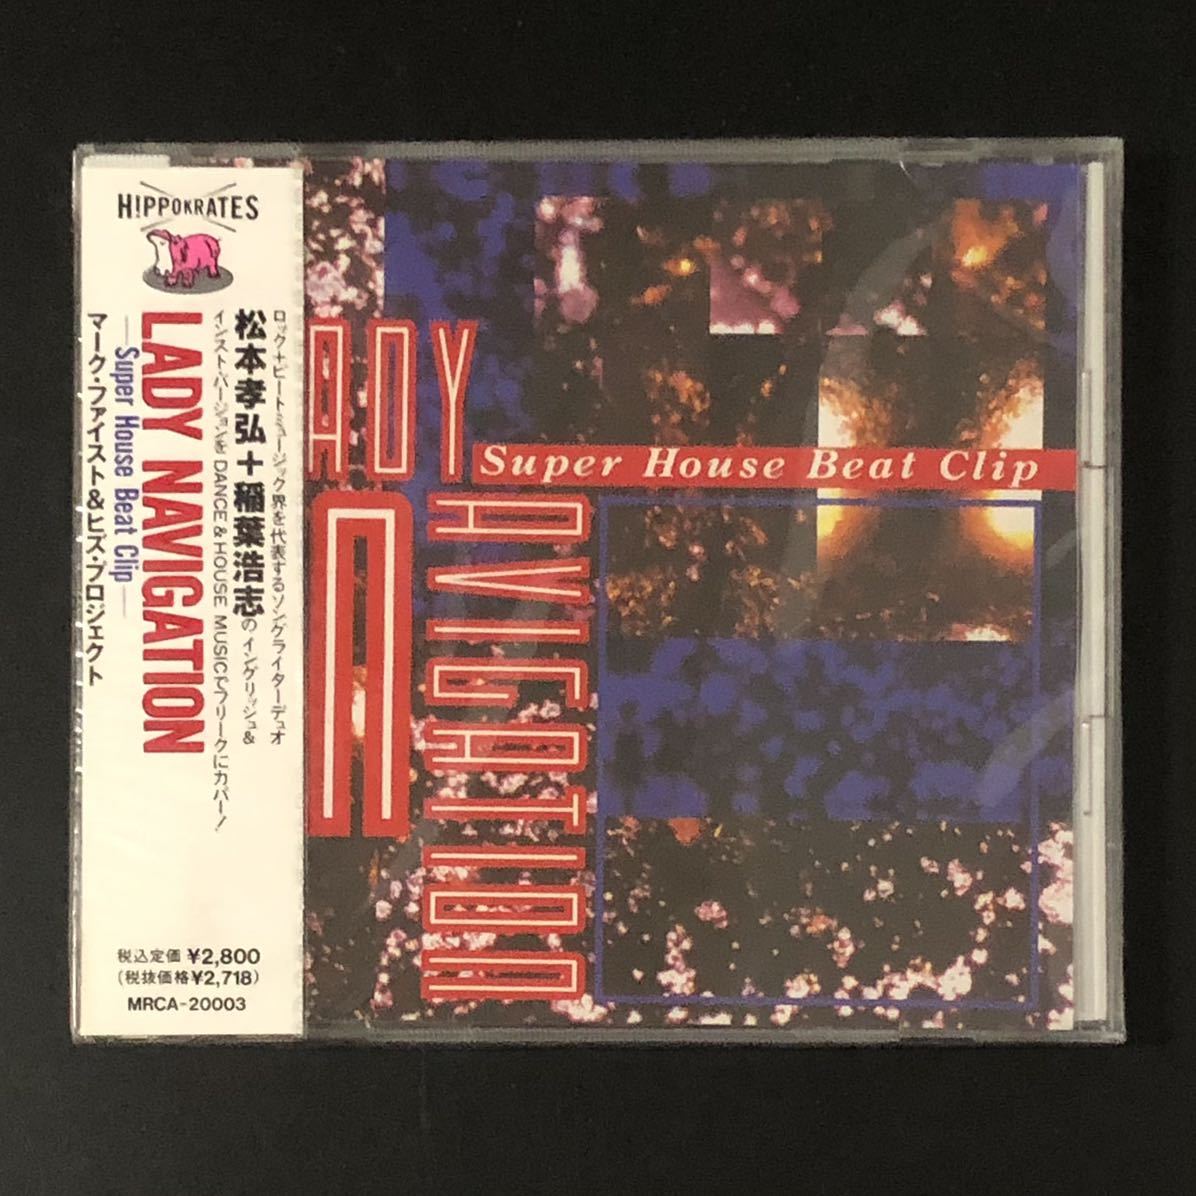 H!PPOKRATES
ロック+ビートミュージック界を代表するソングライターデュオ
松本孝弘+稲葉浩志のイングリッシュ&
インストバージョンをDANCE & HOUSE MUSICでフリークにカバー!
LADY NAVIGATION
—Super House Beat Clip—
マーク・ファイスト&ビズ・プロジェクト
税込定価 ¥2,800
(税抜価格¥2,718)
MRCA-20003
ADY
NAVIGATION
Super House Beat Clip